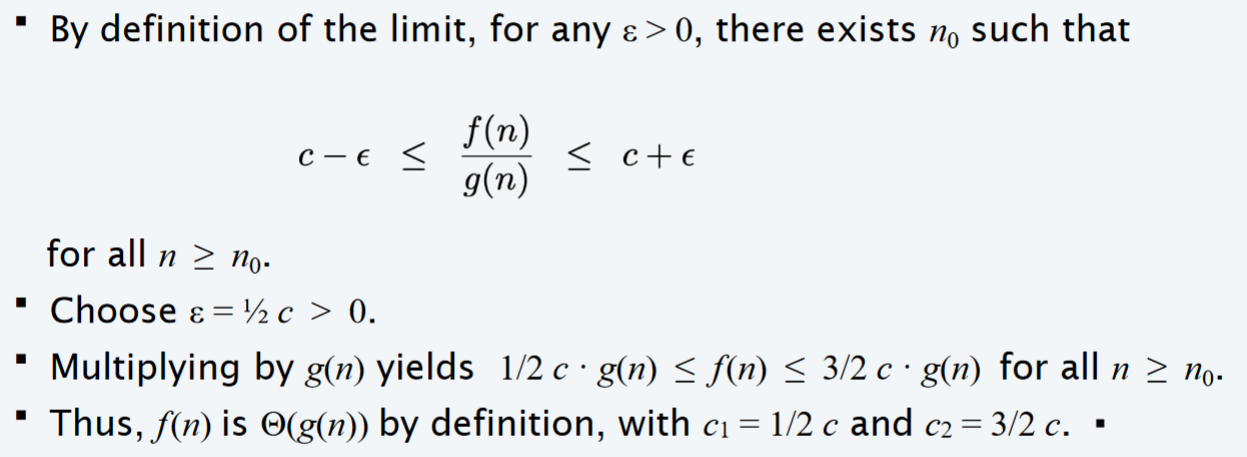 ▪ By definition of the limit, for any ε > 0, there exists n₀ such that
c − ϵ ≤ f(n)/g(n) ≤ c + ϵ
for all n ≥ n₀.
▪ Choose ε = ½ c > 0.
▪ Multiplying by g(n) yields 1/2 c · g(n) ≤ f(n) ≤ 3/2 c · g(n) for all n ≥ n₀.
▪ Thus, f(n) is Θ(g(n)) by definition, with c₁ = 1/2 c and c₂ = 3/2 c. ▪